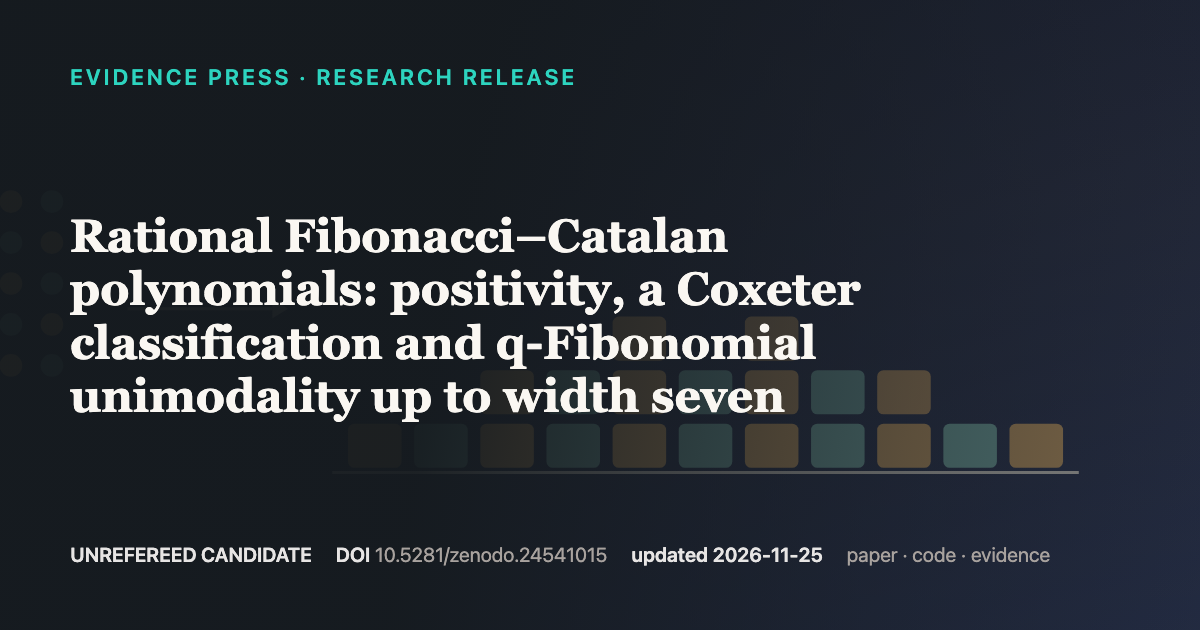 EVIDENCE PRESS · RESEARCH RELEASE
Rational Fibonacci–Catalan
polynomials: positivity, a Coxeter
classification and q-Fibonomial
unimodality up to width seven
UNREFEREED CANDIDATE DOI 10.5281/zenodo.24541015 updated 2026-11-25 paper · code · evidence